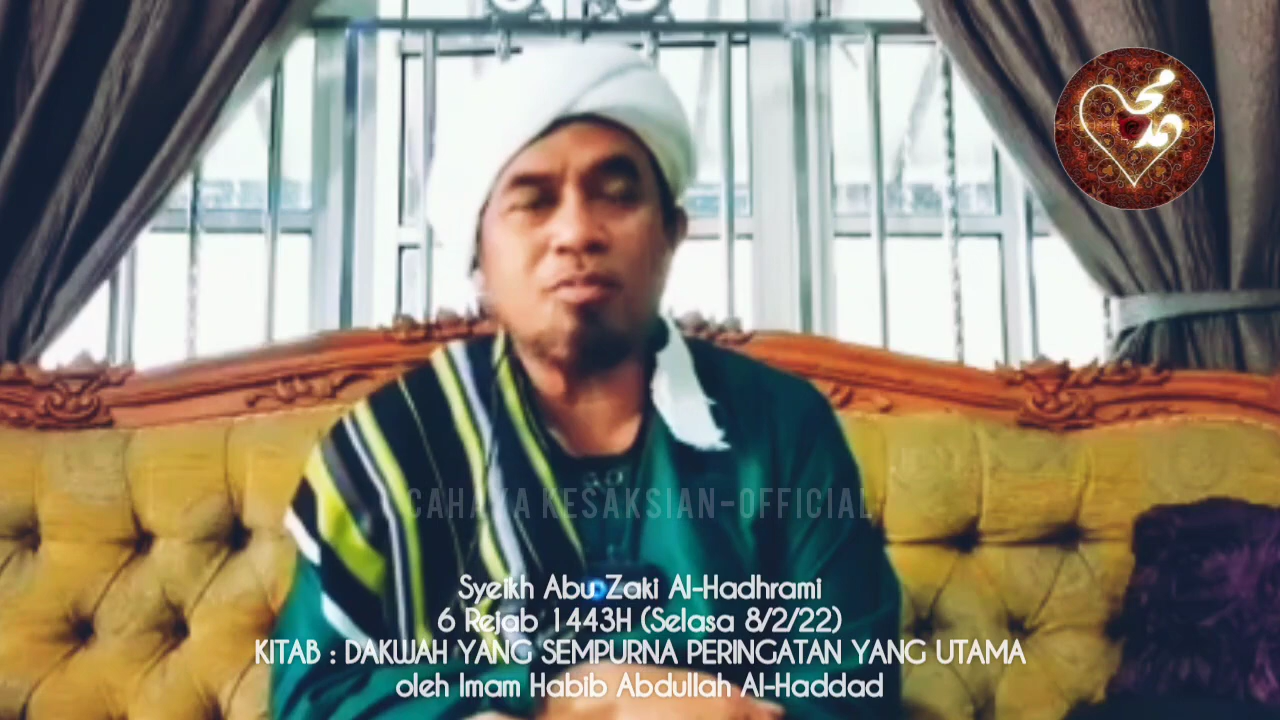 محمد
CAHAYA KESAKSIAN-OFFICIAL
Syeikh Abu Zaki Al-Hadhrami
6 Rejab 1443H (Selasa 8/2/22)
KITAB : DAKWAH YANG SEMPURNA PERINGATAN YANG UTAMA
oleh Imam Habib Abdullah Al-Haddad